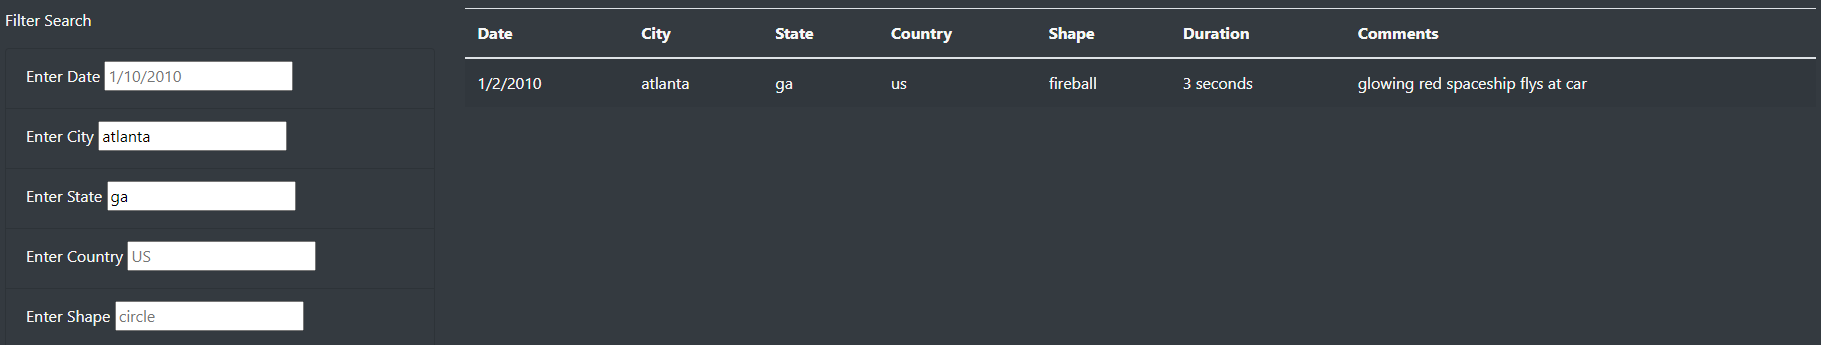 Filter Search
Enter Date 1/10/2010
Enter City atlanta
Enter State ga
Enter Country US
Enter Shape circle
Date City State Country Shape Duration Comments
1/2/2010 atlanta ga us fireball 3 seconds glowing red spaceship flys at car